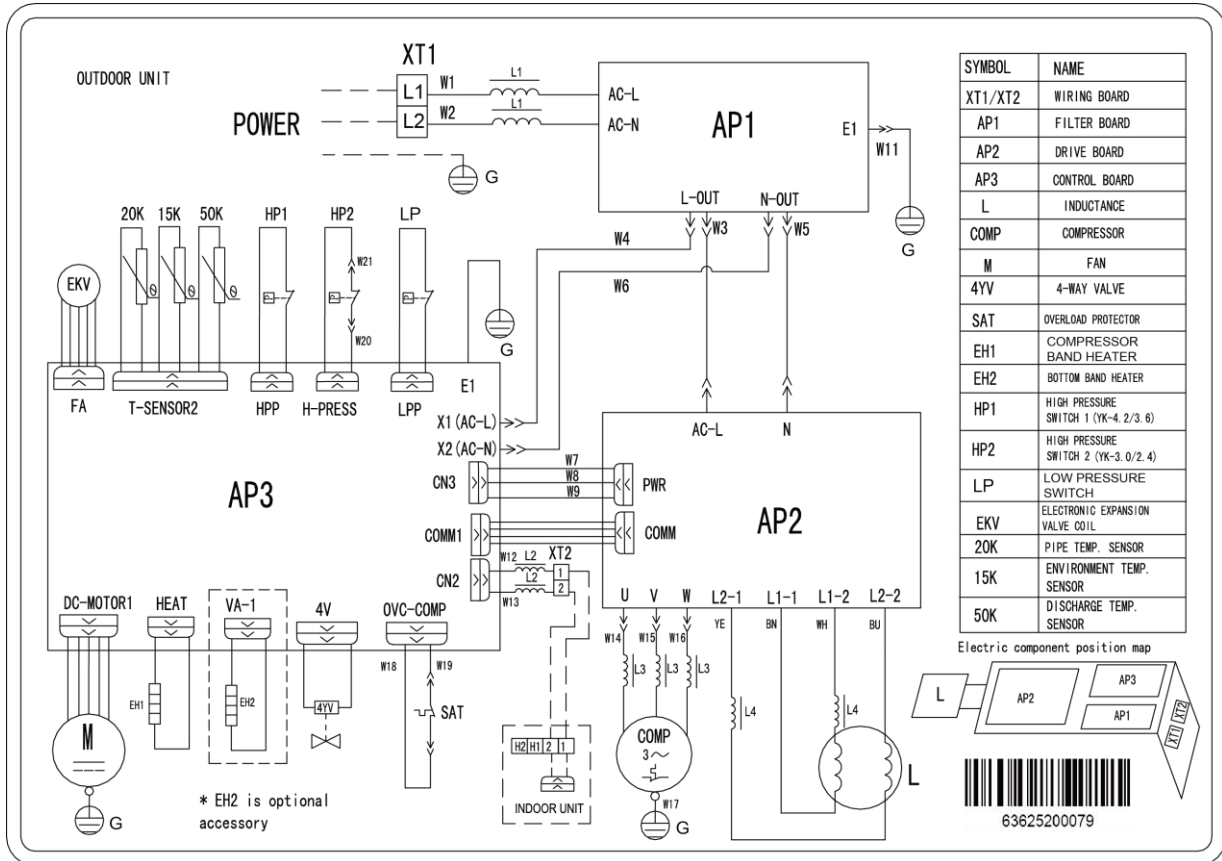 OUTDOOR UNIT
XT1
POWER
L1
L2
W1
W2
L1
L1
AC-L
AC-N
AP1
E1
W11
G
G
L-OUT
N-OUT
W3
W5
W4
W6
20K
15K
50K
HP1
HP2
LP
EKV
θ
θ
θ
P
P
P
W21
W20
G
FA
T-SENSOR2
HPP
H-PRESS
LPP
E1
X1(AC-L)
X2(AC-N)
AP3
CN3
W7
W8
W9
PWR
COMM1
COMM
CN2
W12
L2
XT2
W13
L2
1
2
AC-L
N
AP2
U
V
W
L2-1
L1-1
L1-2
L2-2
YE
BN
WH
BU
W14
W15
W16
L3
L3
L3
L4
L4
COMP
3~
W17
G
L
DC-MOTOR1
HEAT
VA-1
4V
OVC-COMP
W18
W19
EH1
EH2
4YV
SAT
M
G
* EH2 is optional
accessory
H2 H1 2 1
INDOOR UNIT
SYMBOL NAME
XT1/XT2 WIRING BOARD
AP1 FILTER BOARD
AP2 DRIVE BOARD
AP3 CONTROL BOARD
L INDUCTANCE
COMP COMPRESSOR
M FAN
4YV 4-WAY VALVE
SAT OVERLOAD PROTECTOR
EH1 COMPRESSOR
BAND HEATER
EH2 BOTTOM BAND HEATER
HP1 HIGH PRESSURE
SWITCH 1 (YK-4.2/3.6)
HP2 HIGH PRESSURE
SWITCH 2 (YK-3.0/2.4)
LP LOW PRESSURE
SWITCH
EKV ELECTRONIC EXPANSION
VALVE COIL
20K PIPE TEMP. SENSOR
15K ENVIRONMENT TEMP.
SENSOR
50K DISCHARGE TEMP.
SENSOR
Electric component position map
L
AP2
AP3
AP1
XT1
XT2
63625200079